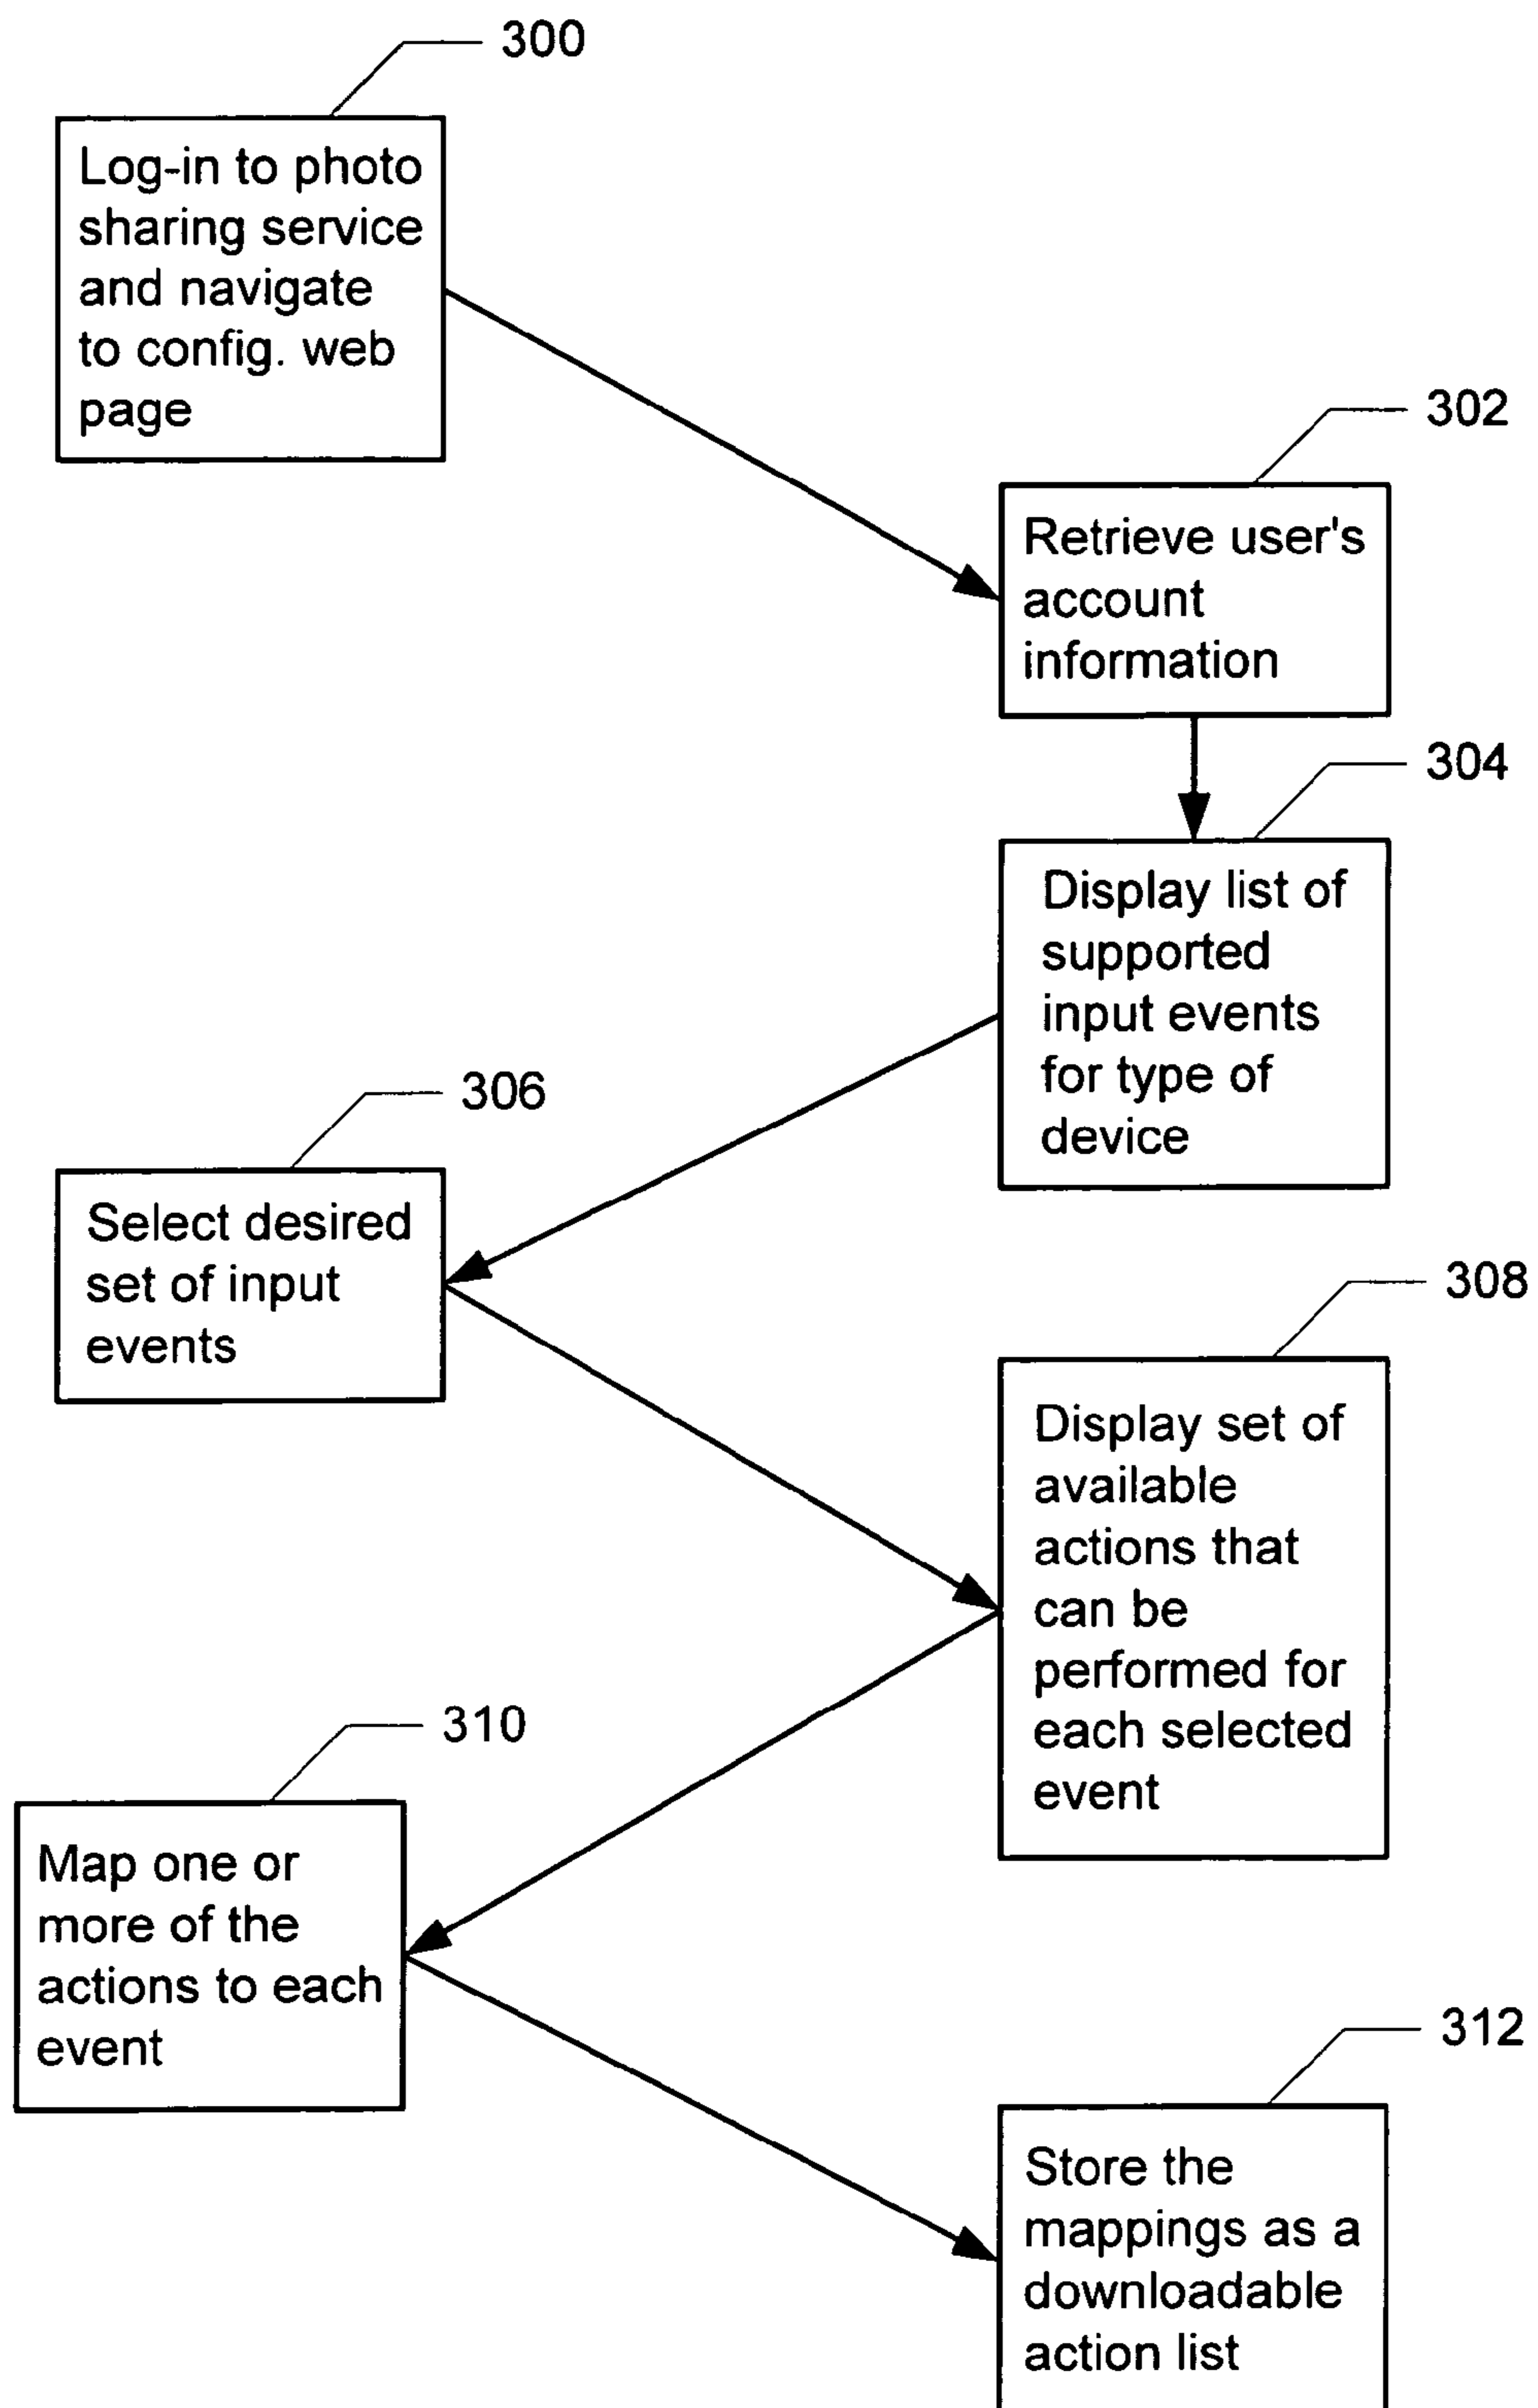 300
Log-in to photo
sharing service
and navigate
to config. web
page
302
Retrieve user's
account
information
304
Display list of
supported
input events
for type of
device
306
Select desired
set of input
events
308
Display set of
available
actions that
can be
performed for
each selected
event
310
Map one or
more of the
actions to each
event
312
Store the
mappings as a
downloadable
action list